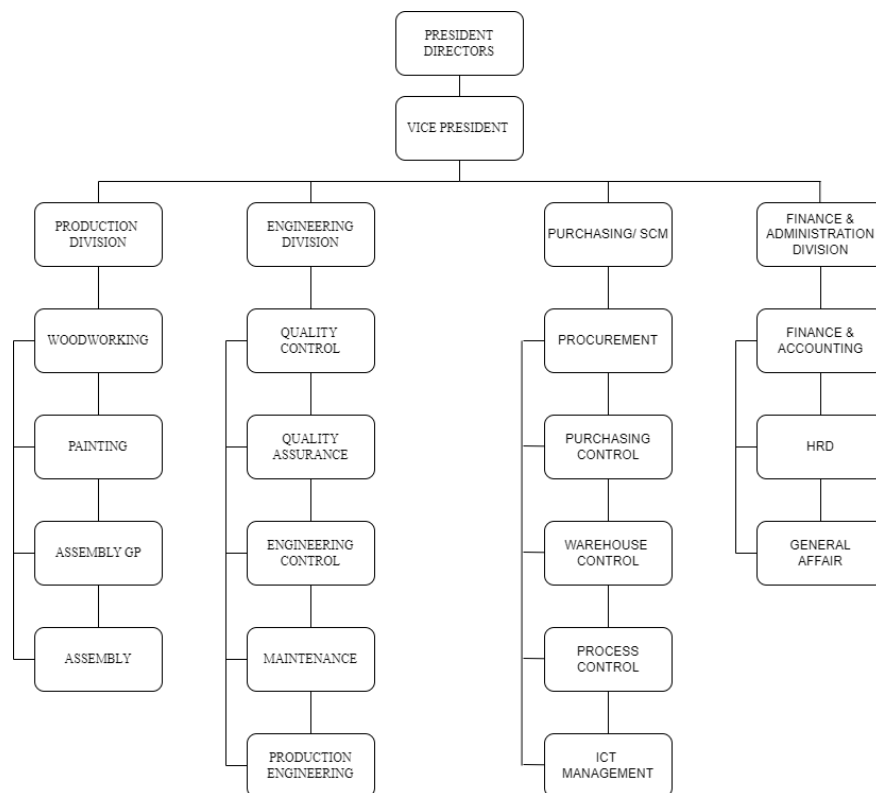 PRESIDENT
DIRECTORS
VICE PRESIDENT
PRODUCTION
DIVISION
ENGINEERING
DIVISION
PURCHASING/ SCM
FINANCE &
ADMINISTRATION
DIVISION
WOODWORKING
QUALITY
CONTROL
PROCUREMENT
FINANCE &
ACCOUNTING
PAINTING
QUALITY
ASSURANCE
PURCHASING
CONTROL
HRD
ASSEMBLY GP
ENGINEERING
CONTROL
WAREHOUSE
CONTROL
GENERAL
AFFAIR
ASSEMBLY
MAINTENANCE
PROCESS
CONTROL
PRODUCTION
ENGINEERING
ICT
MANAGEMENT